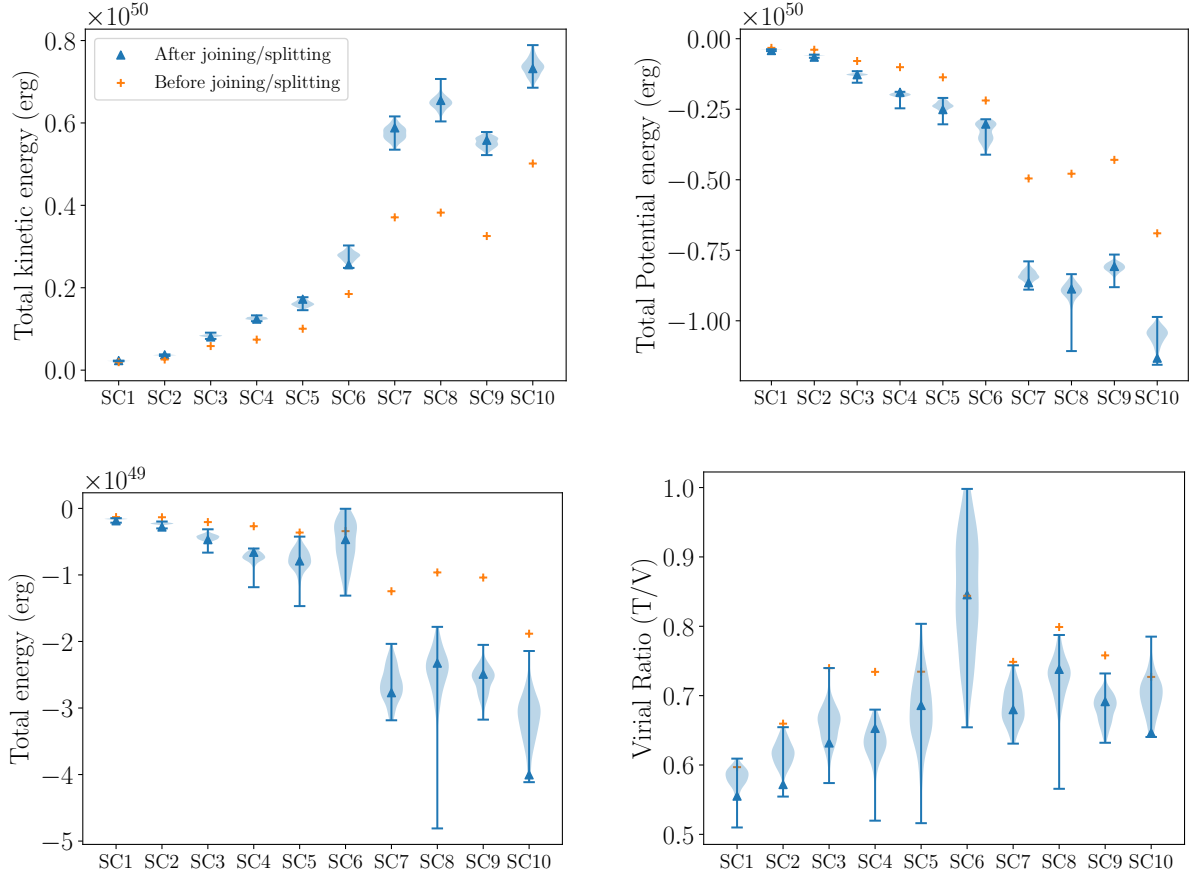 ×10^50
Total kinetic energy (erg)
0.8
0.6
0.4
0.2
0.0
After joining/splitting
Before joining/splitting
SC1 SC2 SC3 SC4 SC5 SC6 SC7 SC8 SC9 SC10
×10^50
Total Potential energy (erg)
0.00
−0.25
−0.50
−0.75
−1.00
SC1 SC2 SC3 SC4 SC5 SC6 SC7 SC8 SC9 SC10
×10^49
Total energy (erg)
0
−1
−2
−3
−4
−5
SC1 SC2 SC3 SC4 SC5 SC6 SC7 SC8 SC9 SC10
Virial Ratio (T/V)
1.0
0.9
0.8
0.7
0.6
0.5
SC1 SC2 SC3 SC4 SC5 SC6 SC7 SC8 SC9 SC10